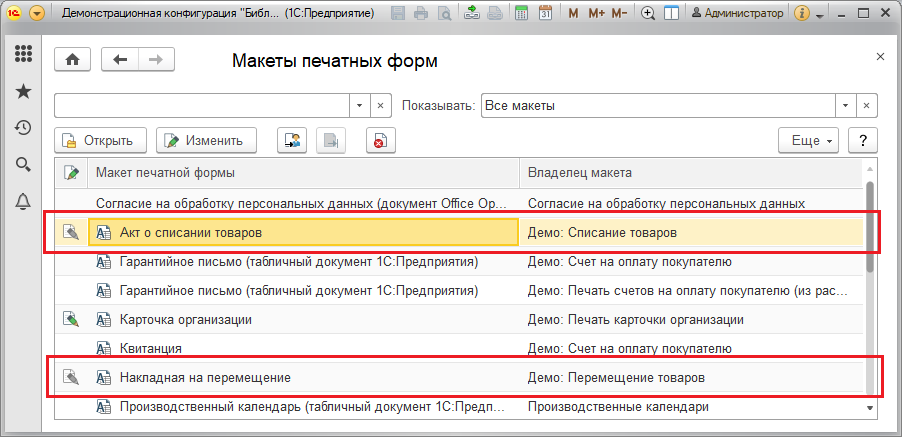 Демонстрационная конфигурация "Библ... (1С:Предприятие)
M M+ M- Администратор
31
Макеты печатных форм
Показывать: Все макеты
Открыть Изменить Еще ?
Макет печатной формы Владелец макета
Согласие на обработку персональных данных (документ Office Op... Согласие на обработку персональных данных
Акт о списании товаров Демо: Списание товаров
Гарантийное письмо (табличный документ 1С:Предприятия) Демо: Счет на оплату покупателю
Гарантийное письмо (табличный документ 1С:Предприятия) Демо: Печать счетов на оплату покупателю (из рас...
Карточка организации Демо: Печать карточки организации
Квитанция Демо: Счет на оплату покупателю
Накладная на перемещение Демо: Перемещение товаров
Производственный календарь (табличный документ 1С:Предп... Производственные календари